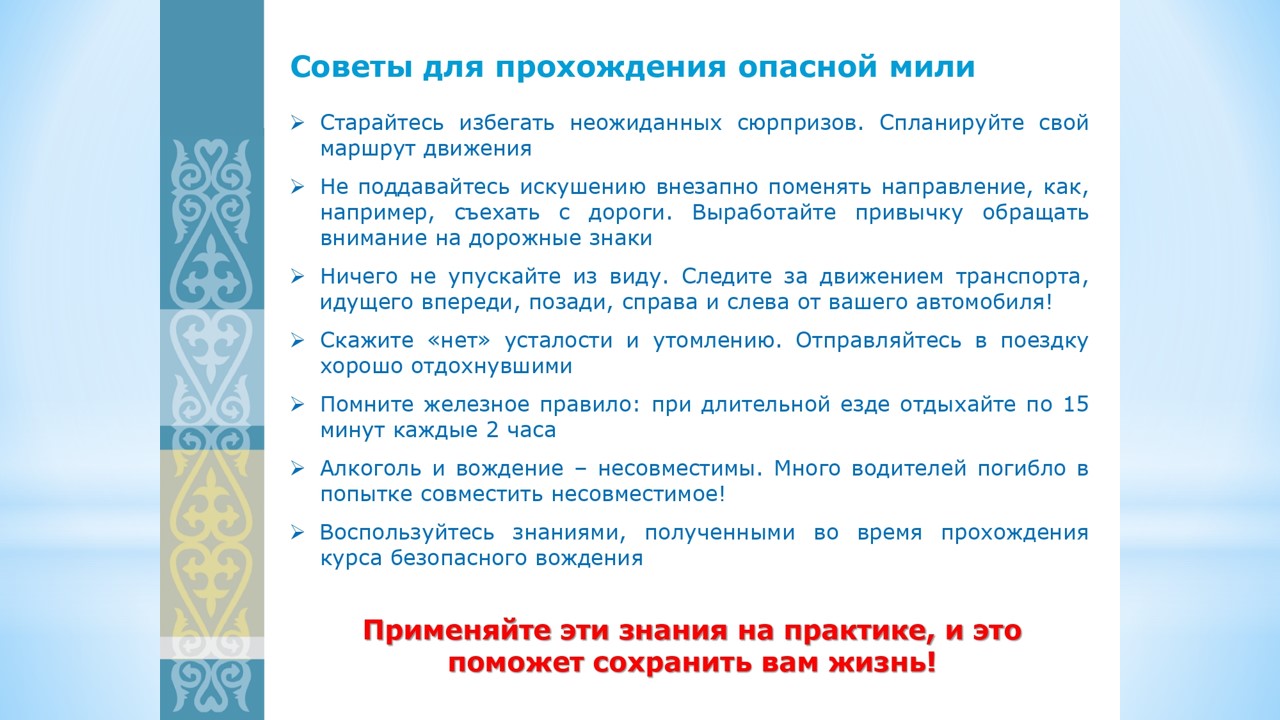 Советы для прохождения опасной мили
➢ Старайтесь избегать неожиданных сюрпризов. Спланируйте свой
маршрут движения
➢ Не поддавайтесь искушению внезапно поменять направление, как,
например, съехать с дороги. Выработайте привычку обращать
внимание на дорожные знаки
➢ Ничего не упускайте из виду. Следите за движением транспорта,
идущего впереди, позади, справа и слева от вашего автомобиля!
➢ Скажите «нет» усталости и утомлению. Отправляйтесь в поездку
хорошо отдохнувшими
➢ Помните железное правило: при длительной езде отдыхайте по 15
минут каждые 2 часа
➢ Алкоголь и вождение – несовместимы. Много водителей погибло в
попытке совместить несовместимое!
➢ Воспользуйтесь знаниями, полученными во время прохождения
курса безопасного вождения
Применяйте эти знания на практике, и это
поможет сохранить вам жизнь!